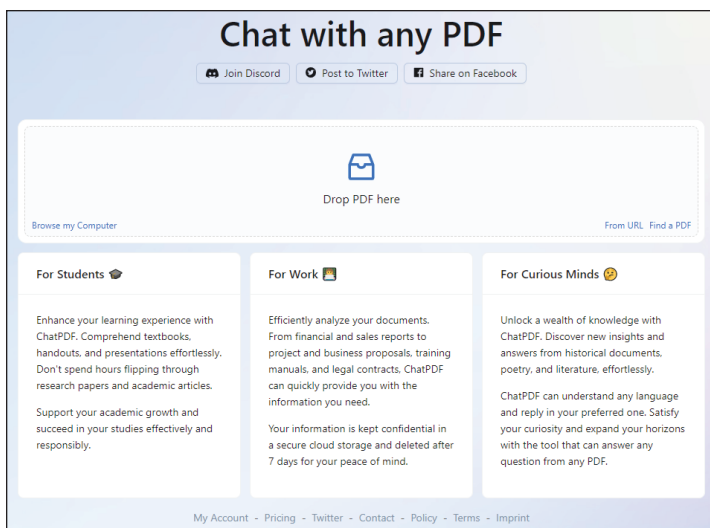 Chat with any PDF
Join Discord
Post to Twitter
Share on Facebook
Drop PDF here
Browse my Computer
From URL Find a PDF
For Students 🎓
Enhance your learning experience with
ChatPDF. Comprehend textbooks,
handouts, and presentations effortlessly.
Don't spend hours flipping through
research papers and academic articles.
Support your academic growth and
succeed in your studies effectively and
responsibly.
For Work 🧑‍💻
Efficiently analyze your documents.
From financial and sales reports to
project and business proposals, training
manuals, and legal contracts, ChatPDF
can quickly provide you with the
information you need.
Your information is kept confidential in
a secure cloud storage and deleted after
7 days for your peace of mind.
For Curious Minds 🤔
Unlock a wealth of knowledge with
ChatPDF. Discover new insights and
answers from historical documents,
poetry, and literature, effortlessly.
ChatPDF can understand any language
and reply in your preferred one. Satisfy
your curiosity and expand your horizons
with the tool that can answer any
question from any PDF.
My Account - Pricing - Twitter - Contact - Policy - Terms - Imprint